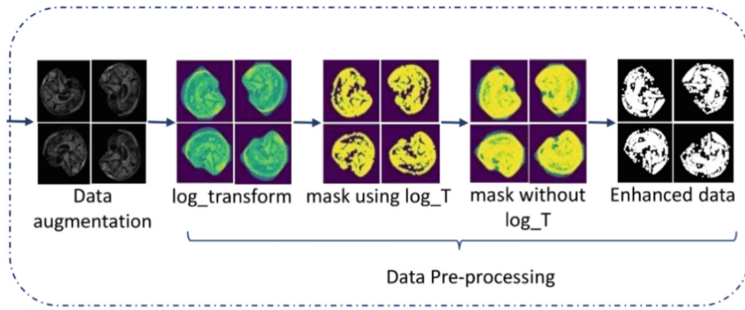 Data
augmentation
log_transform
mask using log_T
mask without
log_T
Enhanced data
Data Pre-processing